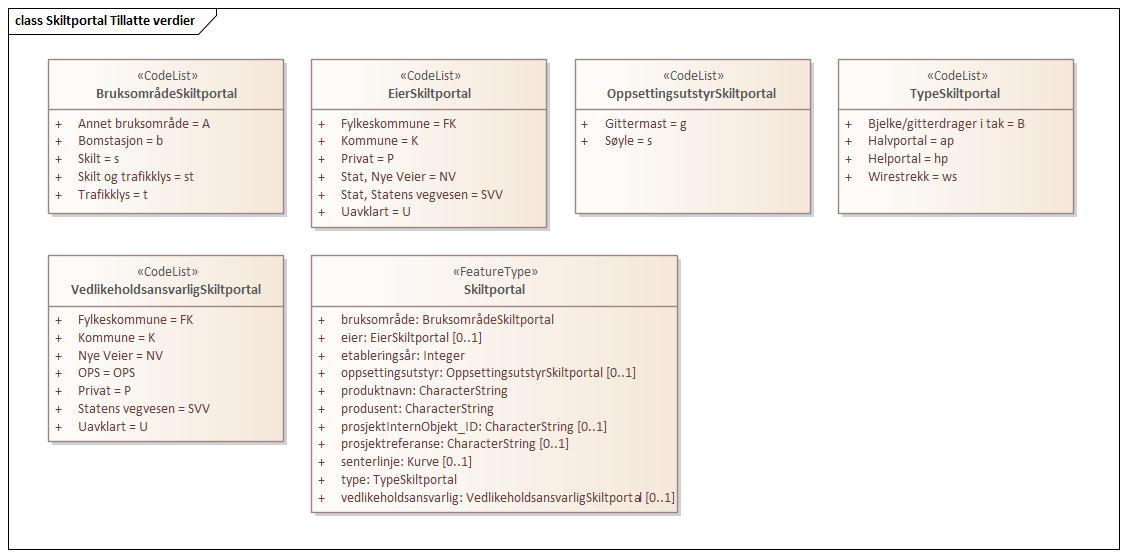 class Skiltportal Tillatte verdier
«CodeList»
BruksområdeSkiltportal
+ Annet bruksområde = A
+ Bomstasjon = b
+ Skilt = s
+ Skilt og trafikklys = st
+ Trafikklys = t
«CodeList»
EierSkiltportal
+ Fylkeskommune = FK
+ Kommune = K
+ Privat = P
+ Stat, Nye Veier = NV
+ Stat, Statens vegvesen = SVV
+ Uavklart = U
«CodeList»
OppsettingsutstyrSkiltportal
+ Gittermast = g
+ Søyle = s
«CodeList»
TypeSkiltportal
+ Bjelke/gitterdrager i tak = B
+ Halvportal = ap
+ Helportal = hp
+ Wirestrekk = ws
«CodeList»
VedlikeholdsansvarligSkiltportal
+ Fylkeskommune = FK
+ Kommune = K
+ Nye Veier = NV
+ OPS = OPS
+ Privat = P
+ Statens vegvesen = SVV
+ Uavklart = U
«FeatureType»
Skiltportal
+ bruksområde: BruksområdeSkiltportal
+ eier: EierSkiltportal [0..1]
+ etableringsår: Integer
+ oppsettingsutstyr: OppsettingsutstyrSkiltportal [0..1]
+ produktnavn: CharacterString
+ produsent: CharacterString
+ prosjektInternObjekt_ID: CharacterString [0..1]
+ prosjektreferanse: CharacterString [0..1]
+ senterlinje: Kurve [0..1]
+ type: TypeSkiltportal
+ vedlikeholdsansvarlig: VedlikeholdsansvarligSkiltportal [0..1]